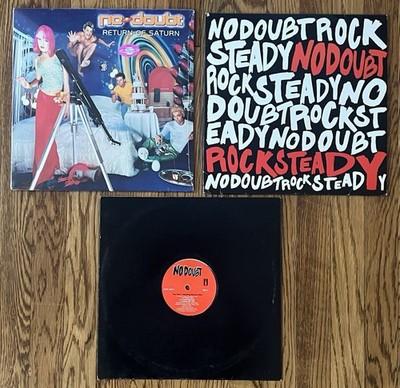 no•doubt
RETURN OF SATURN
NODOUBTROCK
STEADYNODOUBT
ROCKSTEADYNO
DOUBTROCKST
EADYNODOUBT
ROCKSTEADY
NODOUBTROCKSTEADY
NO DOUBT